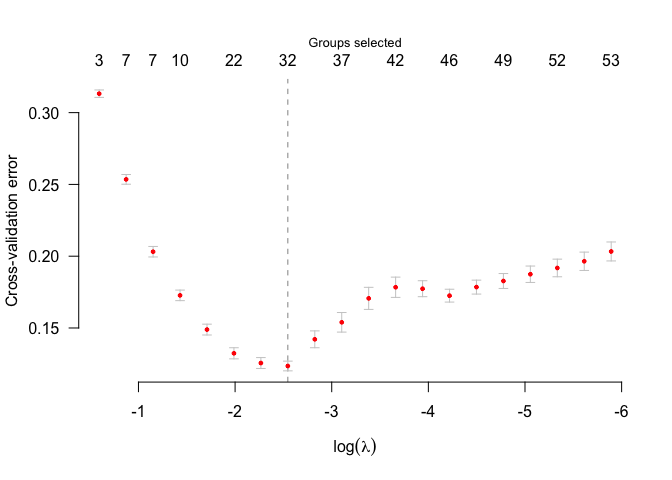 Groups selected
3 7 7 10 22 32 37 42 46 49 52 53
Cross-validation error
0.30
0.25
0.20
0.15
-1 -2 -3 -4 -5 -6
log(λ)